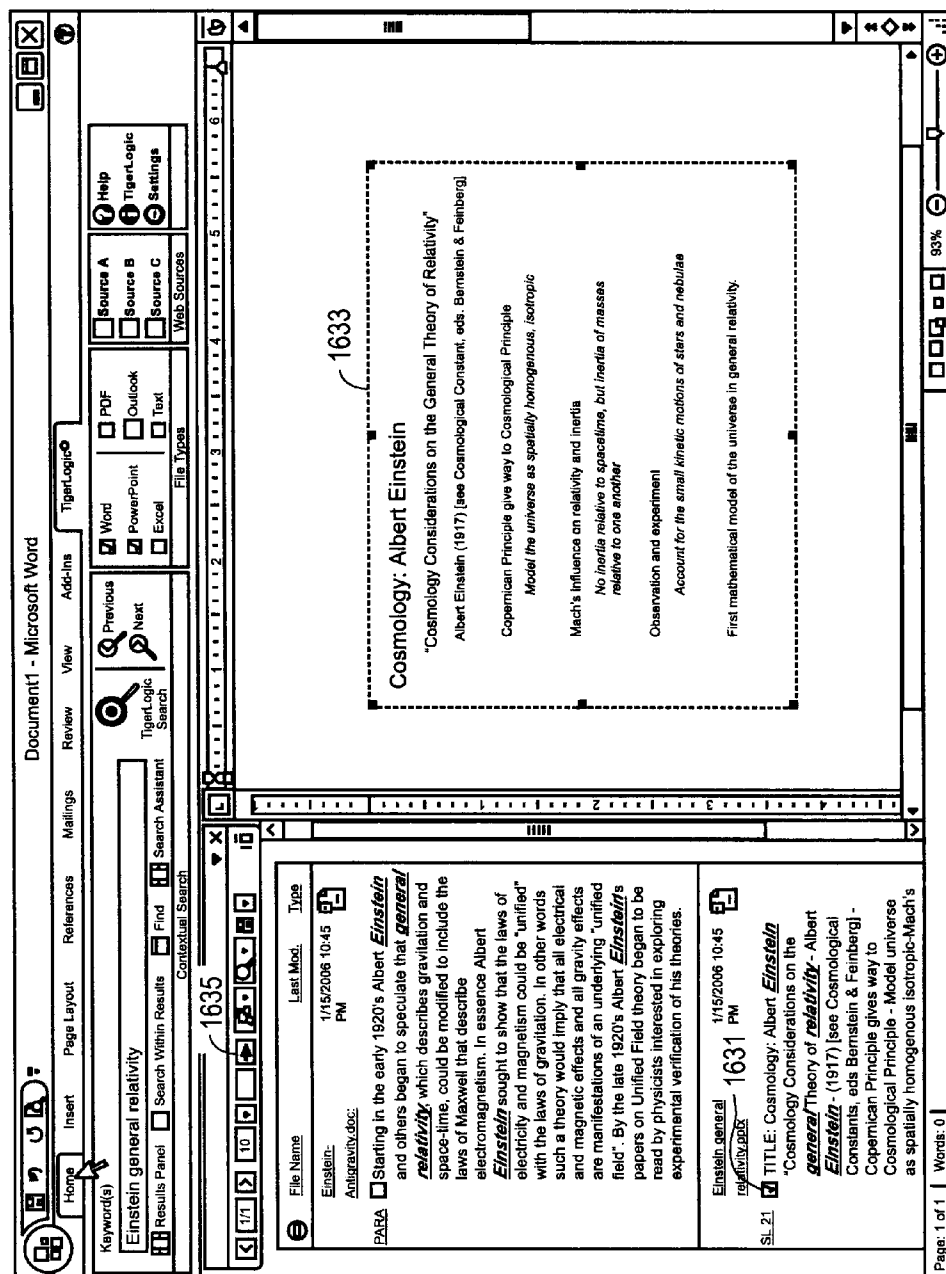 Document1 - Microsoft Word
Home Insert Page Layout References Mailings Review View Add-Ins TigerLogic
Keyword(s)
Einstein general relativity
Results Panel Search Within Results Find Search Assistant
TigerLogic
Search
Previous
Next
Contextual Search
Word PDF
PowerPoint Outlook
Excel Text
File Types
Source A
Source B
Source C
Web Sources
Help
TigerLogic
Settings
1635
1/1 10
L
1 2 3 4 5 6
File Name Last Mod. Type
Einstein-
Antigravity.doc:
1/15/2006 10:45
PM
PARA Starting in the early 1920's Albert Einstein
and others began to speculate that general
relativity, which describes gravitation and
space-time, could be modified to include the
laws of Maxwell that describe
electromagnetism. In essence Albert
Einstein sought to show that the laws of
electricity and magnetism could be "unified"
with the laws of gravitation. In other words
such a theory would imply that all electrical
and magnetic effects and all gravity effects
are manifestations of an underlying "unified
field". By the late 1920's Albert Einstein's
papers on Unified Field theory began to be
read by physicists interested in exploring
experimental verification of his theories.
Einstein general
relativity.pptx
1/15/2006 10:45
PM
1631
SL 21 TITLE: Cosmology: Albert Einstein
"Cosmology Considerations on the
general Theory of relativity - Albert
Einstein - (1917) [see Cosmological
Constants, eds Bernstein & Feinberg] -
Copernican Principle gives way to
Cosmological Principle - Model universe
as spatially homogenous isotropic-Mach's
1633
Cosmology: Albert Einstein
"Cosmology Considerations on the General Theory of Relativity"
Albert Einstein (1917) [see Cosmological Constant, eds. Bernstein & Feinberg]
Copernican Principle give way to Cosmological Principle
Model the universe as spatially homogenous, isotropic
Mach's Influence on relativity and inertia
No inertia relative to spacetime, but inertia of masses
relative to one another
Observation and experiment
Account for the small kinetic motions of stars and nebulae
First mathematical model of the universe in general relativity.
1 2 3 4
Page: 1 of 1 Words: 0
93%